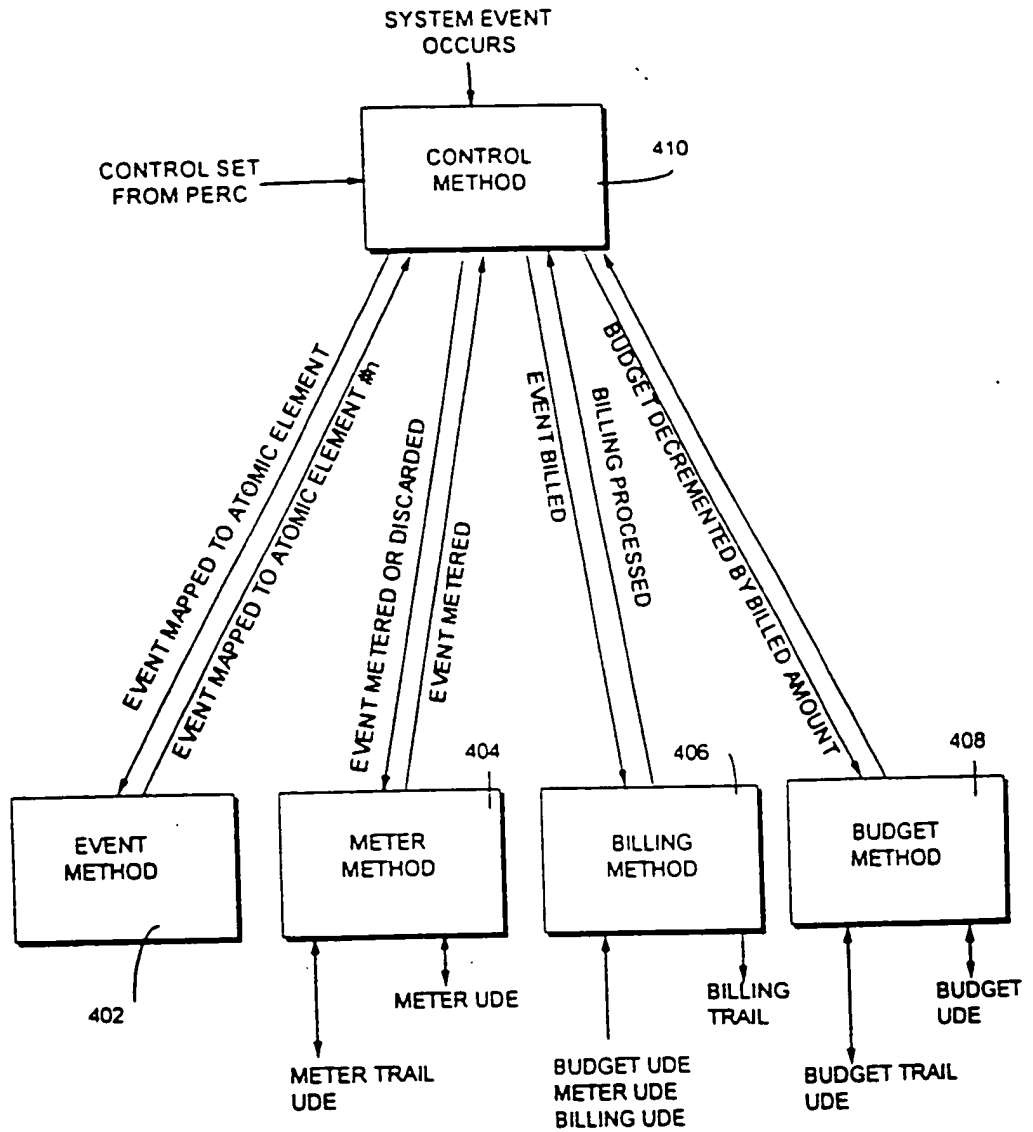 SYSTEM EVENT
OCCURS
CONTROL
METHOD
410
CONTROL SET
FROM PERC
EVENT MAPPED TO ATOMIC ELEMENT
EVENT MAPPED TO ATOMIC ELEMENT #n
EVENT METERED OR DISCARDED
EVENT METERED
EVENT BILLED
BILLING PROCESSED
BUDGET DECREMENTED BY BILLED AMOUNT
EVENT
METHOD
402
METER
METHOD
404
BILLING
METHOD
406
BUDGET
METHOD
408
METER TRAIL
UDE
METER UDE
BUDGET UDE
METER UDE
BILLING UDE
BILLING
TRAIL
BUDGET TRAIL
UDE
BUDGET
UDE